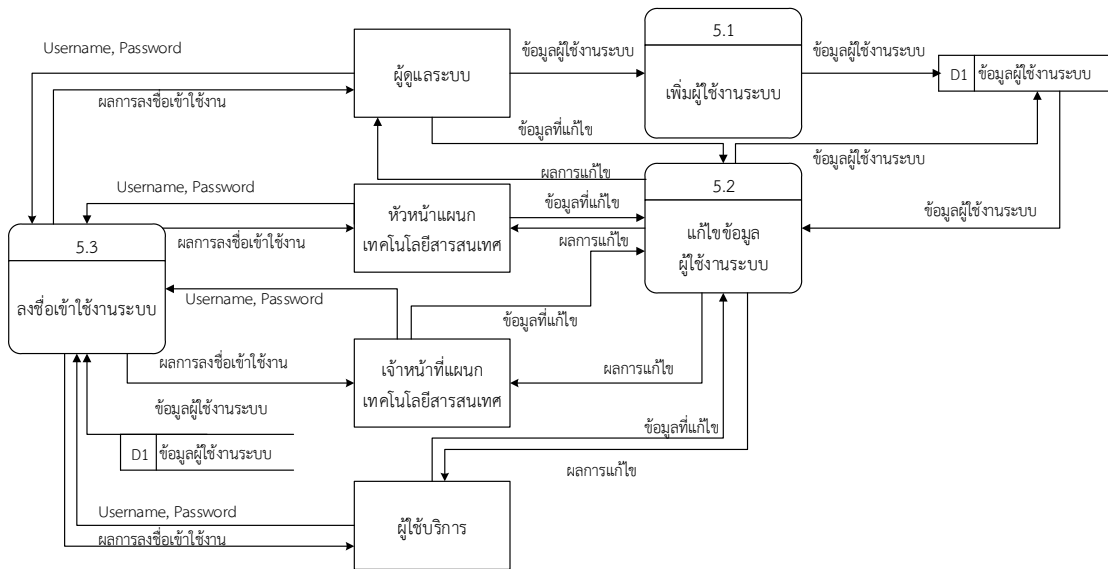 Username, Password
ผู้ดูแลระบบ
ข้อมูลผู้ใช้งานระบบ
5.1
เพิ่มผู้ใช้งานระบบ
ข้อมูลผู้ใช้งานระบบ
D1 ข้อมูลผู้ใช้งานระบบ
ผลการลงชื่อเข้าใช้งาน
ข้อมูลที่แก้ไข
ข้อมูลผู้ใช้งานระบบ
ผลการแก้ไข
Username, Password
หัวหน้าแผนก
เทคโนโลยีสารสนเทศ
ข้อมูลที่แก้ไข
5.2
แก้ไขข้อมูล
ผู้ใช้งานระบบ
ข้อมูลผู้ใช้งานระบบ
5.3
ลงชื่อเข้าใช้งานระบบ
ผลการลงชื่อเข้าใช้งาน
ผลการแก้ไข
Username, Password
ข้อมูลที่แก้ไข
ผลการลงชื่อเข้าใช้งาน
เจ้าหน้าที่แผนก
เทคโนโลยีสารสนเทศ
ผลการแก้ไข
ข้อมูลผู้ใช้งานระบบ
ข้อมูลที่แก้ไข
D1 ข้อมูลผู้ใช้งานระบบ
ผลการแก้ไข
Username, Password
ผู้ใช้บริการ
ผลการลงชื่อเข้าใช้งาน